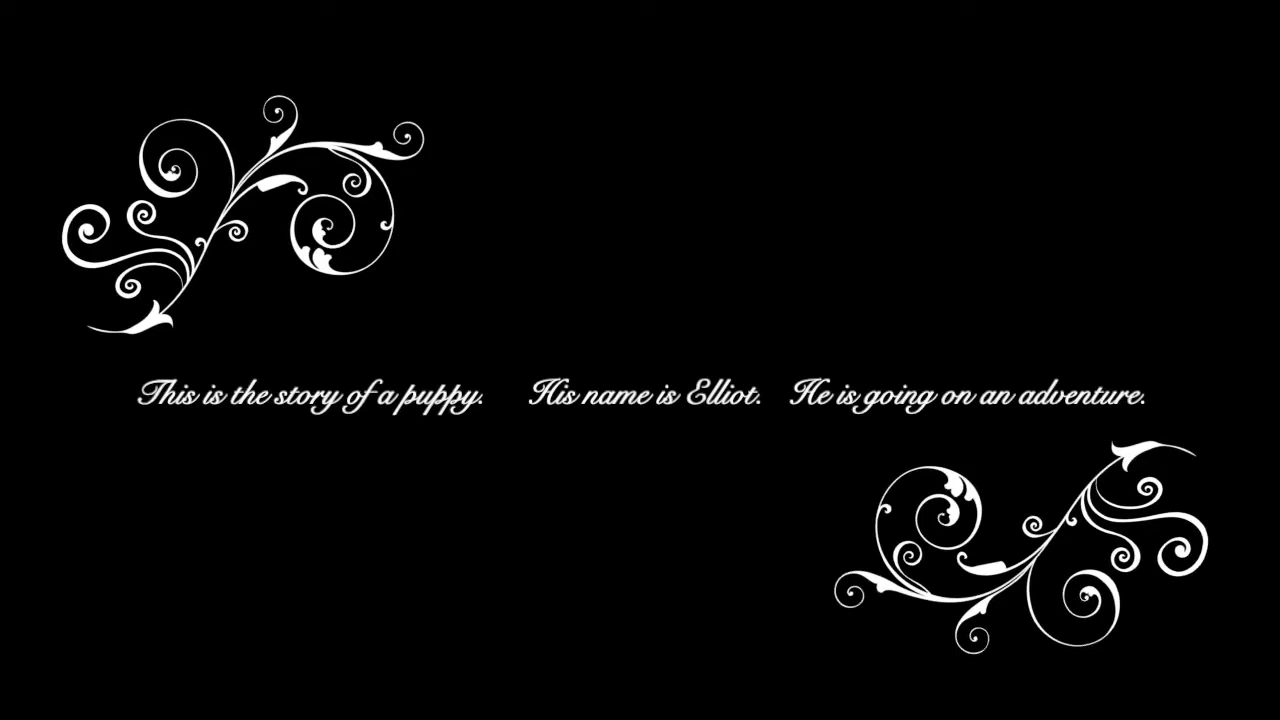 This is the story of a puppy. His name is Elliot. He is going on an adventure.